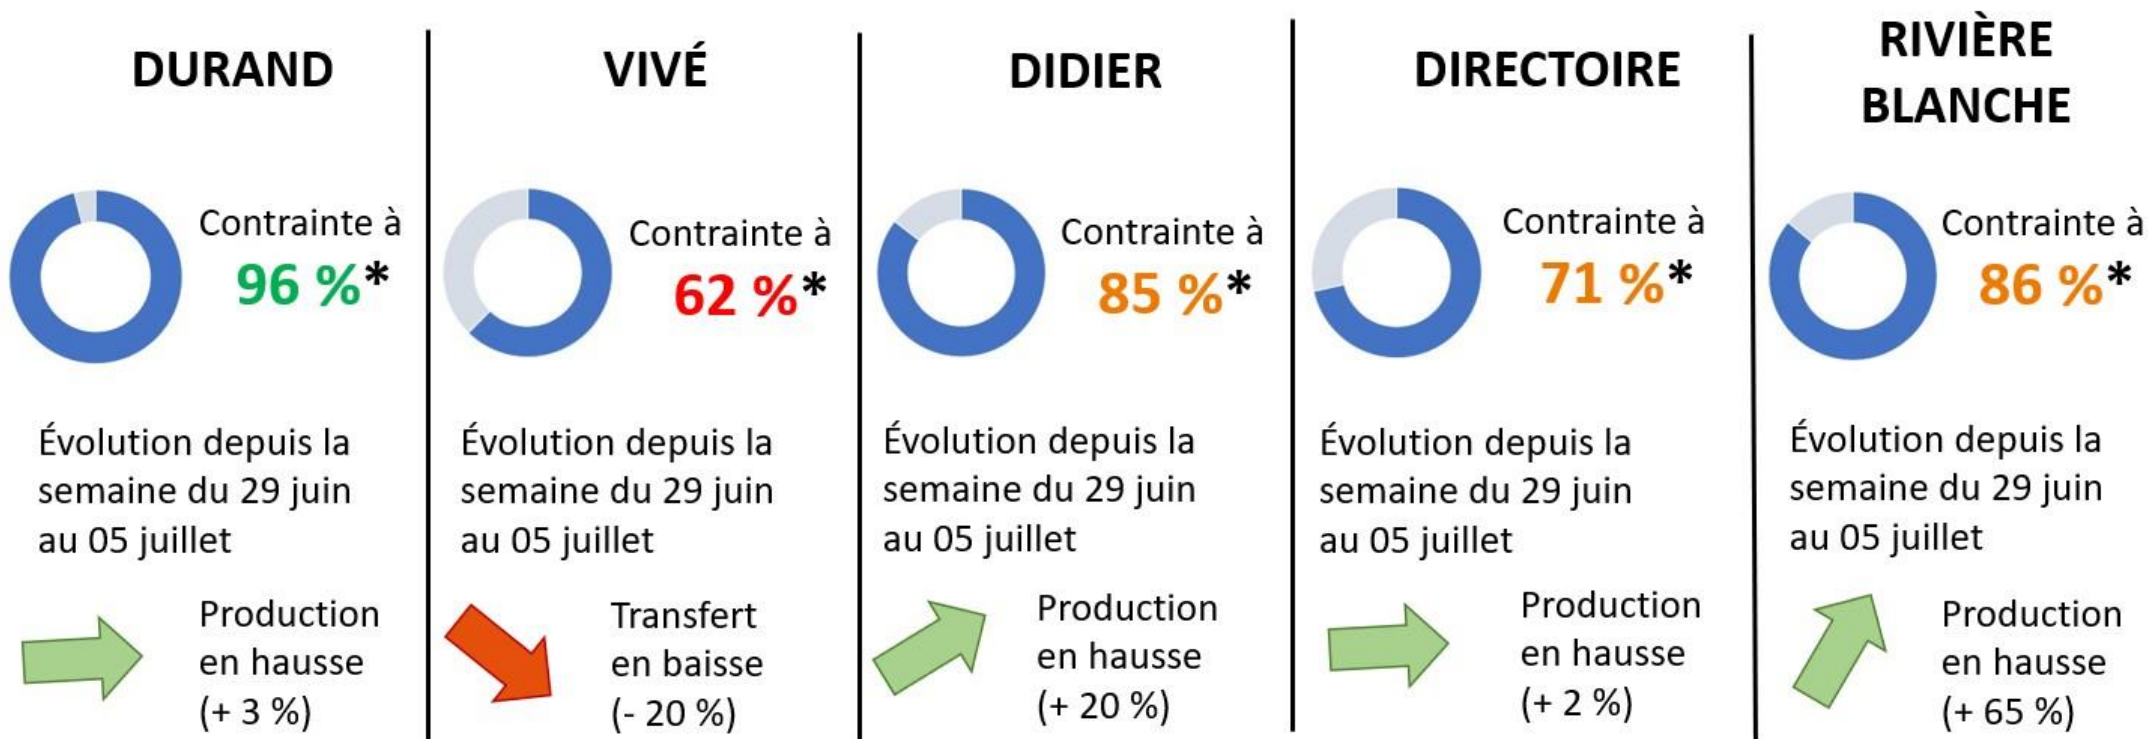 DURAND
Contrainte à
96 %*
Évolution depuis la
semaine du 29 juin
au 05 juillet
Production
en hausse
(+ 3 %)
VIVÉ
Contrainte à
62 %*
Évolution depuis la
semaine du 29 juin
au 05 juillet
Transfert
en baisse
(- 20 %)
DIDIER
Contrainte à
85 %*
Évolution depuis la
semaine du 29 juin
au 05 juillet
Production
en hausse
(+ 20 %)
DIRECTOIRE
Contrainte à
71 %*
Évolution depuis la
semaine du 29 juin
au 05 juillet
Production
en hausse
(+ 2 %)
RIVIÈRE
BLANCHE
Contrainte à
86 %*
Évolution depuis la
semaine du 29 juin
au 05 juillet
Production
en hausse
(+ 65 %)